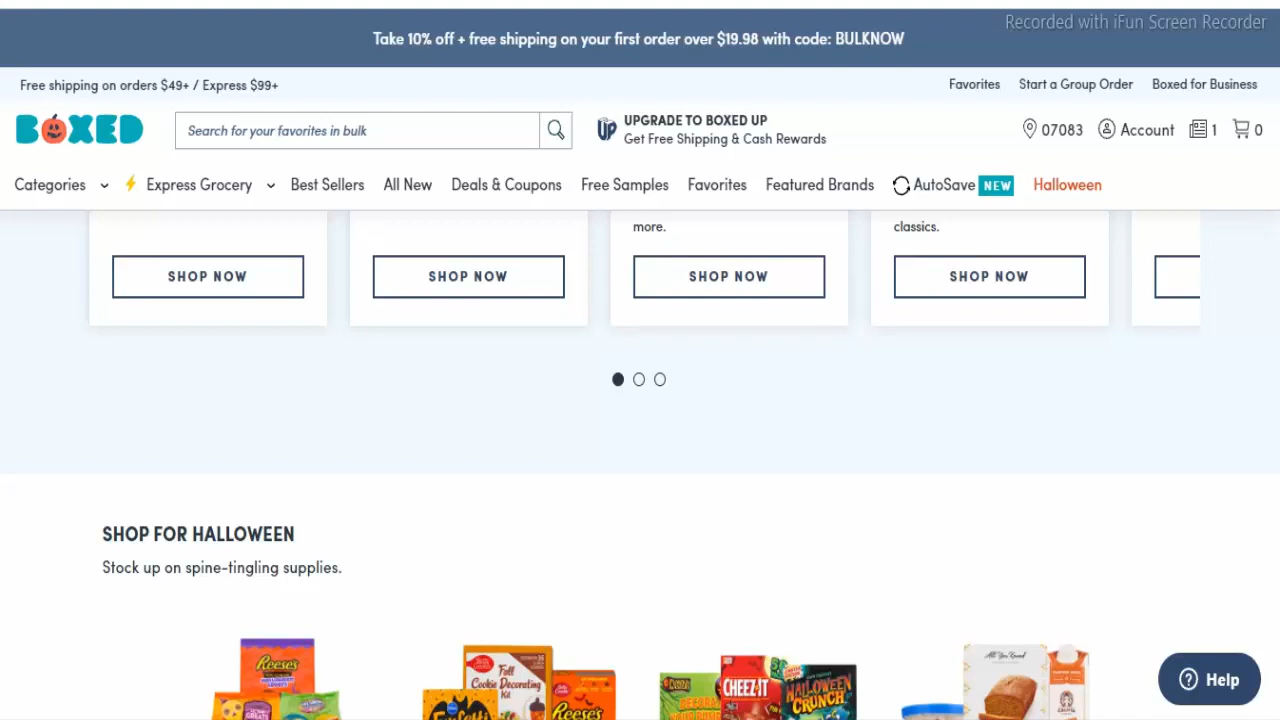 Recorded with iFun Screen Recorder
Take 10% off + free shipping on your first order over $19.98 with code: BULKNOW
Free shipping on orders $49+ / Express $99+
Favorites Start a Group Order Boxed for Business
BOXED
Search for your favorites in bulk
UP
UPGRADE TO BOXED UP
Get Free Shipping & Cash Rewards
07083 Account 1 0
Categories Express Grocery Best Sellers All New Deals & Coupons Free Samples Favorites Featured Brands AutoSave NEW Halloween
more.
classics.
SHOP NOW SHOP NOW SHOP NOW SHOP NOW
SHOP FOR HALLOWEEN
Stock up on spine-tingling supplies.
Reese's
Full
Cookie Decorating
Kit
Funfetti
Reese's
CHEEZ-IT
HALLOWEEN
CRUNCH
Help